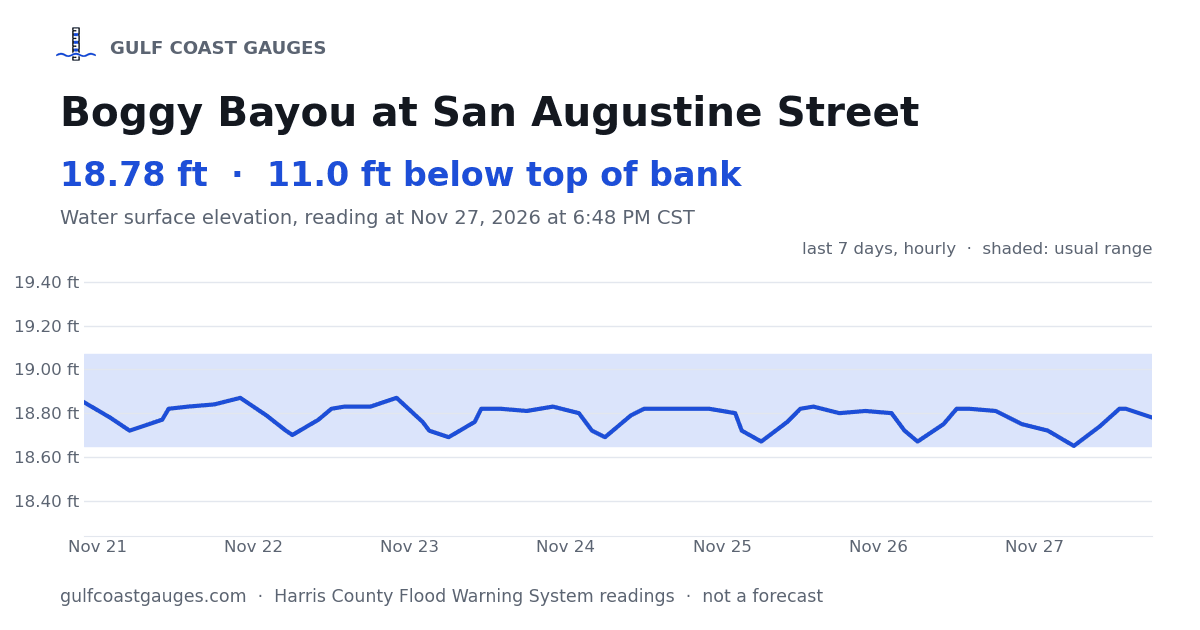 GULF COAST GAUGES
Boggy Bayou at San Augustine Street
18.78 ft · 11.0 ft below top of bank
Water surface elevation, reading at Nov 27, 2026 at 6:48 PM CST
last 7 days, hourly · shaded: usual range
19.40 ft
19.20 ft
19.00 ft
18.80 ft
18.60 ft
18.40 ft
Nov 21 Nov 22 Nov 23 Nov 24 Nov 25 Nov 26 Nov 27
gulfcoastgauges.com · Harris County Flood Warning System readings · not a forecast